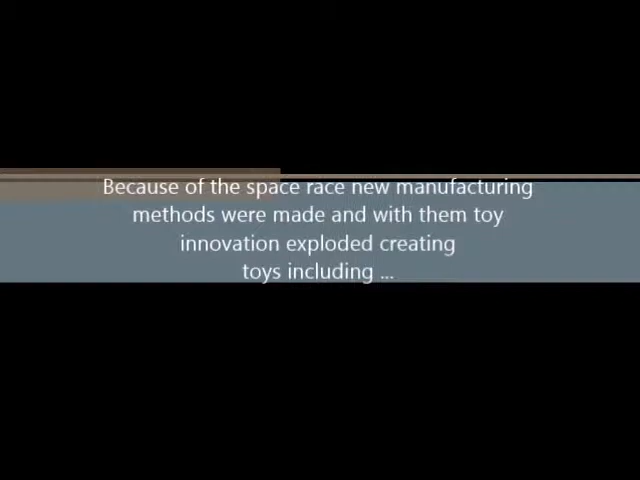 Because of the space race new manufacturing
methods were made and with them toy
innovation exploded creating
toys including ...